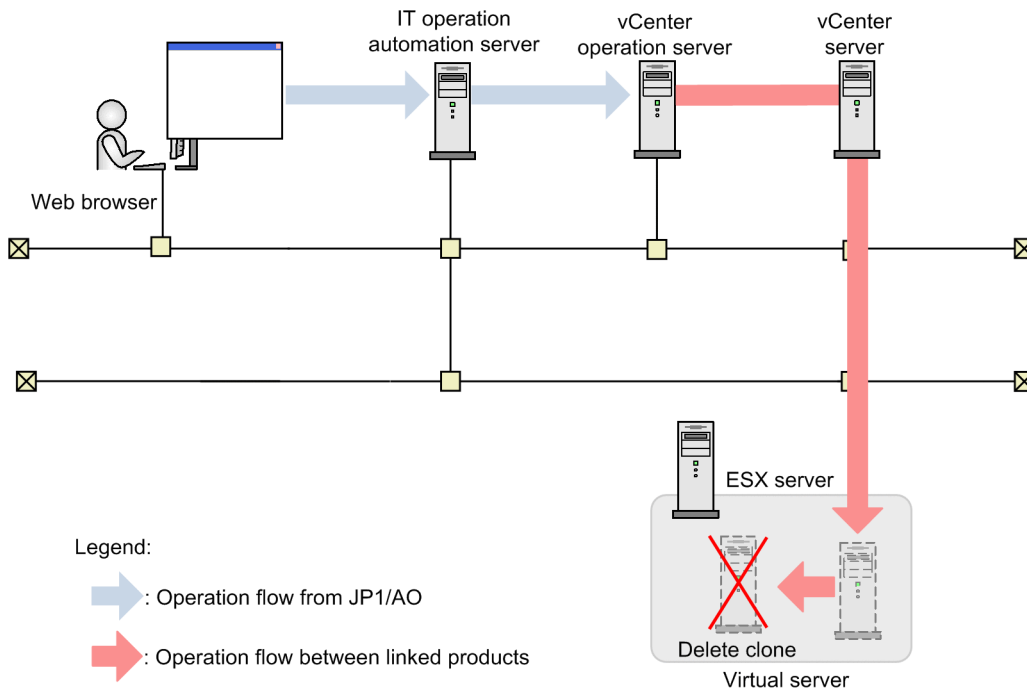 IT operation
automation server
vCenter
operation server
vCenter
server
Web browser
ESX server
Legend:
: Operation flow from JP1/AO
: Operation flow between linked products
Delete clone
Virtual server